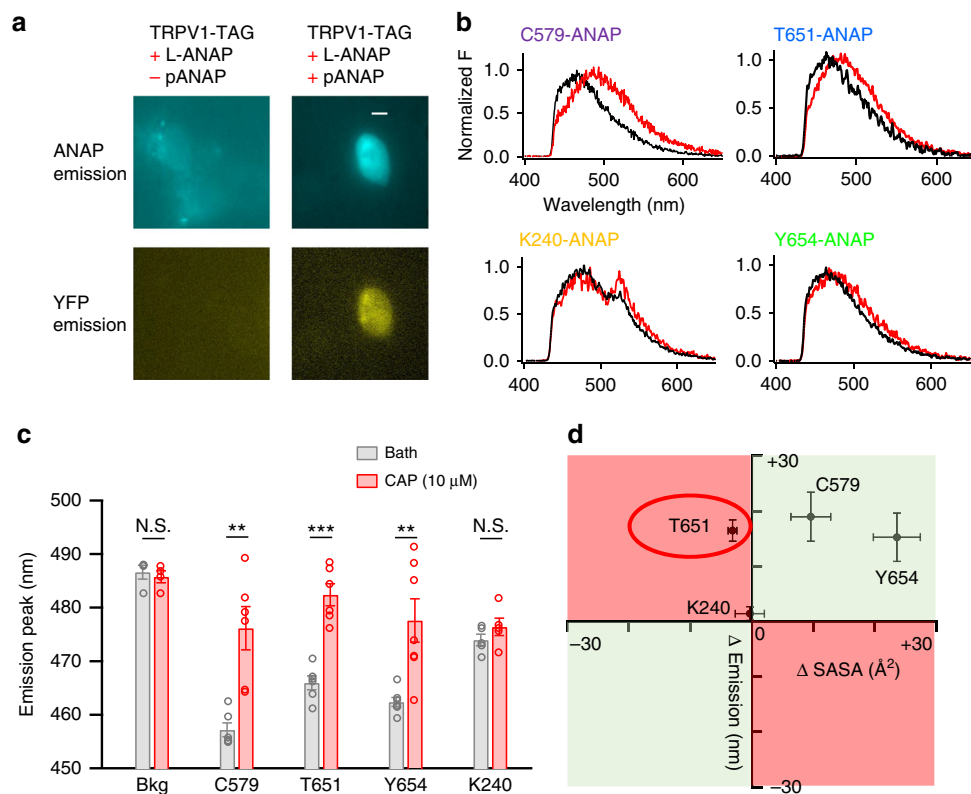 a
TRPV1-TAG
+ L-ANAP
− pANAP
TRPV1-TAG
+ L-ANAP
+ pANAP
ANAP
emission
YFP
emission
b
C579-ANAP
T651-ANAP
Normalized F
1.0
0.5
0.0
400 500 600
1.0
0.5
0.0
400 500 600
Wavelength (nm)
K240-ANAP
Y654-ANAP
1.0
0.5
0.0
400 500 600
1.0
0.5
0.0
400 500 600
c
Bath
CAP (10 μM)
Emission peak (nm)
500
490
480
470
460
450
N.S.
**
***
**
N.S.
Bkg C579 T651 Y654 K240
d
+30
C579
T651
Y654
K240
−30
0
+30
Δ SASA (Å²)
Δ Emission (nm)
−30